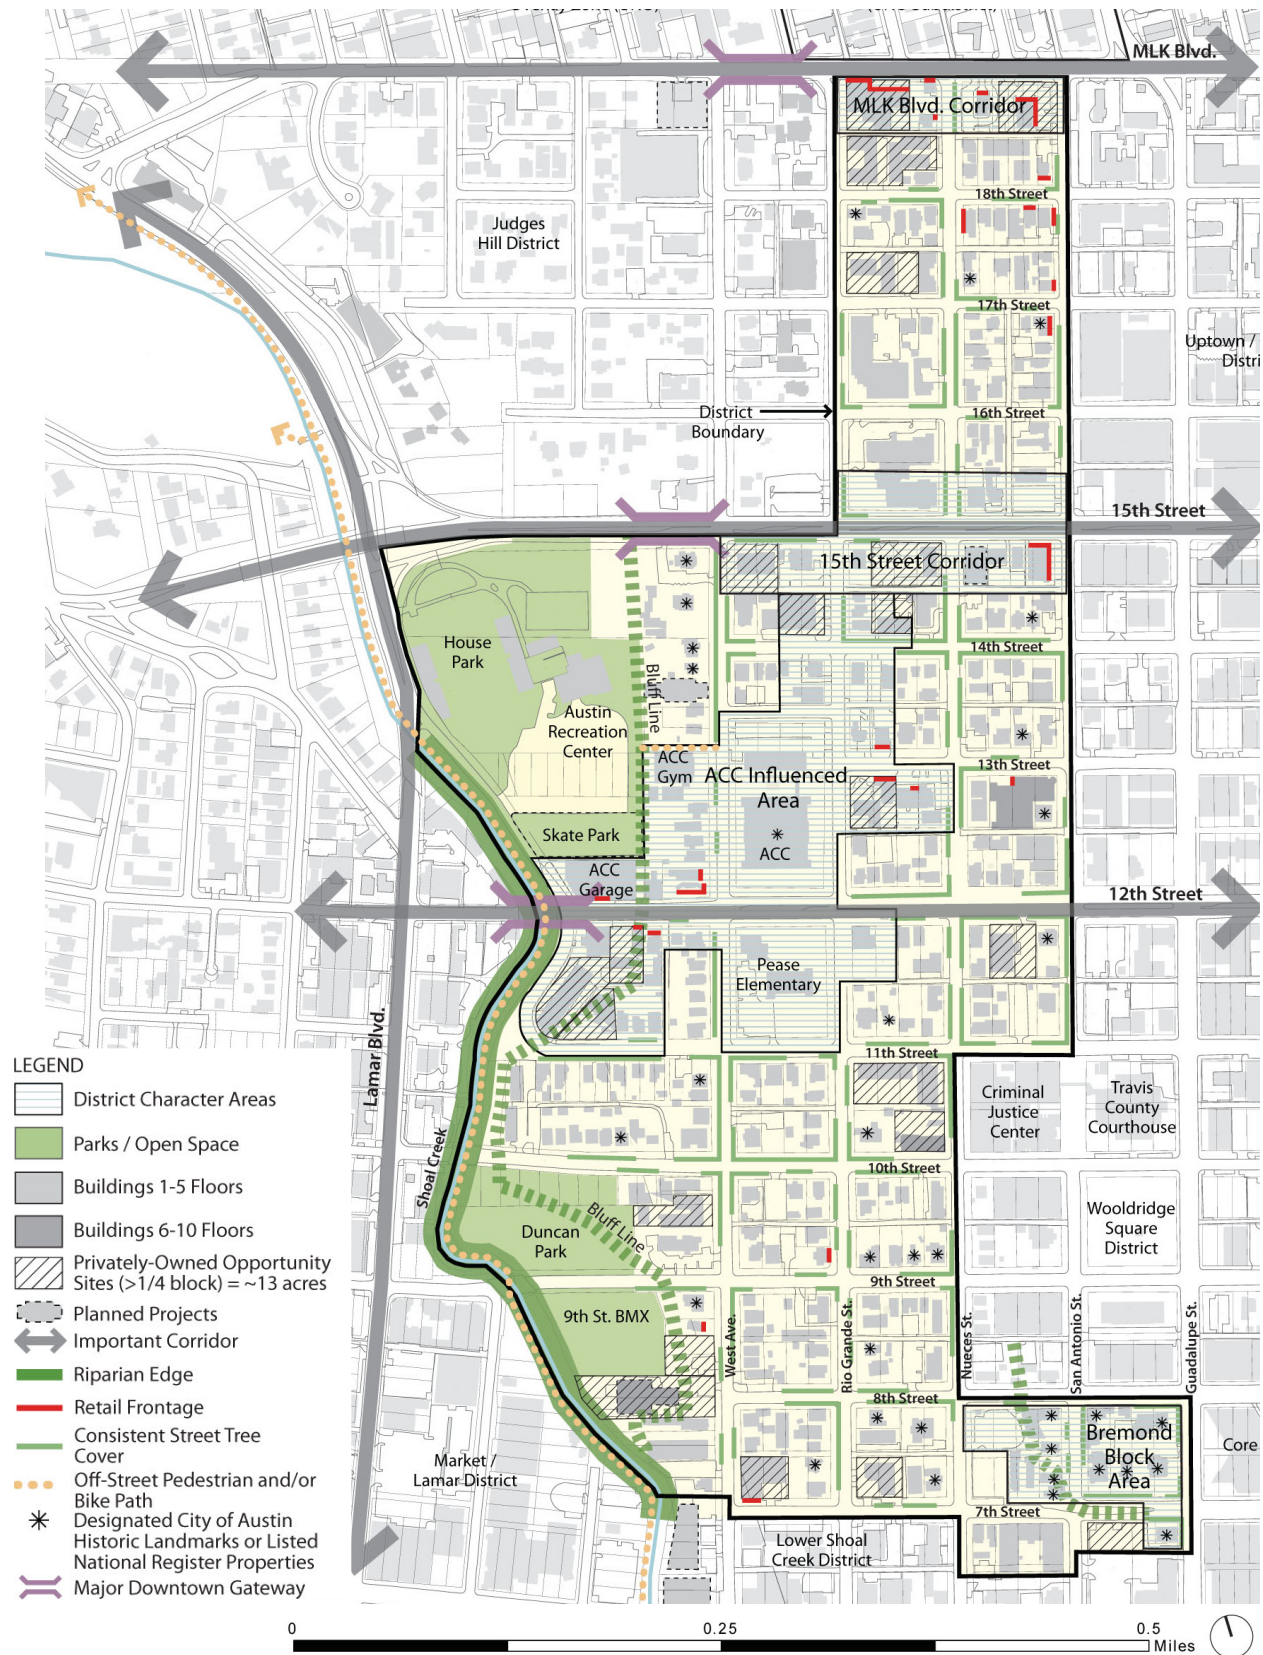 MLK Blvd.
MLK Blvd. Corridor
18th Street
Judges
Hill District
17th Street
Uptown /
District
Boundary
16th Street
15th Street
15th Street Corridor
House
Park
14th Street
Bluff Line
Austin
Recreation
Center
ACC
Gym
ACC Influenced
Area
13th Street
Skate Park
ACC
ACC
Garage
12th Street
Pease
Elementary
Lamar Blvd.
11th Street
LEGEND
District Character Areas
Parks / Open Space
Buildings 1-5 Floors
Buildings 6-10 Floors
Privately-Owned Opportunity
Sites (>1/4 block) = ~13 acres
Planned Projects
Important Corridor
Riparian Edge
Retail Frontage
Consistent Street Tree
Cover
Off-Street Pedestrian and/or
Bike Path
Designated City of Austin
Historic Landmarks or Listed
National Register Properties
Major Downtown Gateway
Criminal
Justice
Center
Travis
County
Courthouse
Shoal Creek
10th Street
Duncan
Park
Bluff Line
Wooldridge
Square
District
9th Street
9th St. BMX
West Ave.
Rio Grande St.
Nueces St.
San Antonio St.
Guadalupe St.
8th Street
Bremond
Block
Area
Core
Market /
Lamar District
7th Street
Lower Shoal
Creek District
0
0.25
0.5
Miles